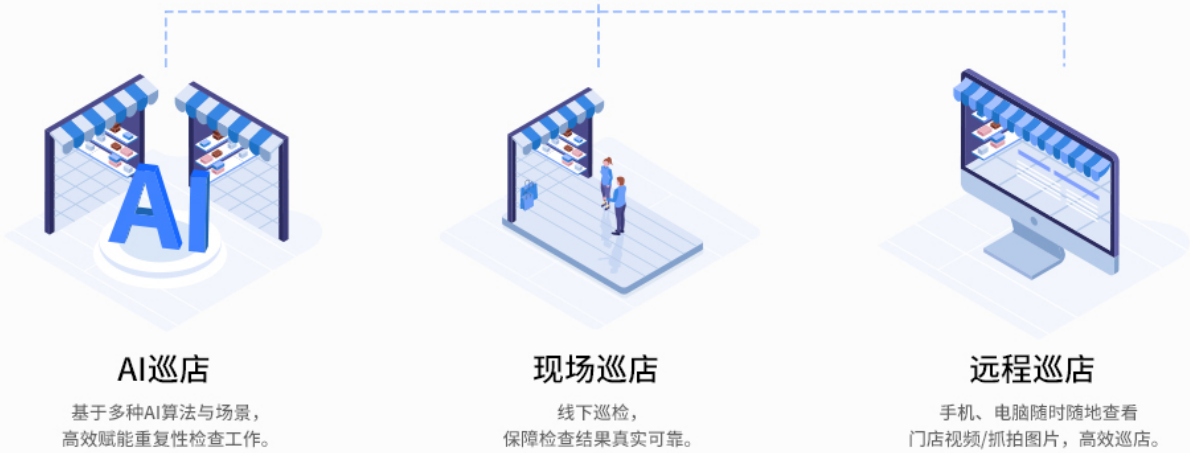 AI
AI巡店
基于多种AI算法与场景，
高效赋能重复性检查工作。
现场巡店
线下巡检，
保障检查结果真实可靠。
远程巡店
手机、电脑随时随地查看
门店视频/抓拍图片，高效巡店。